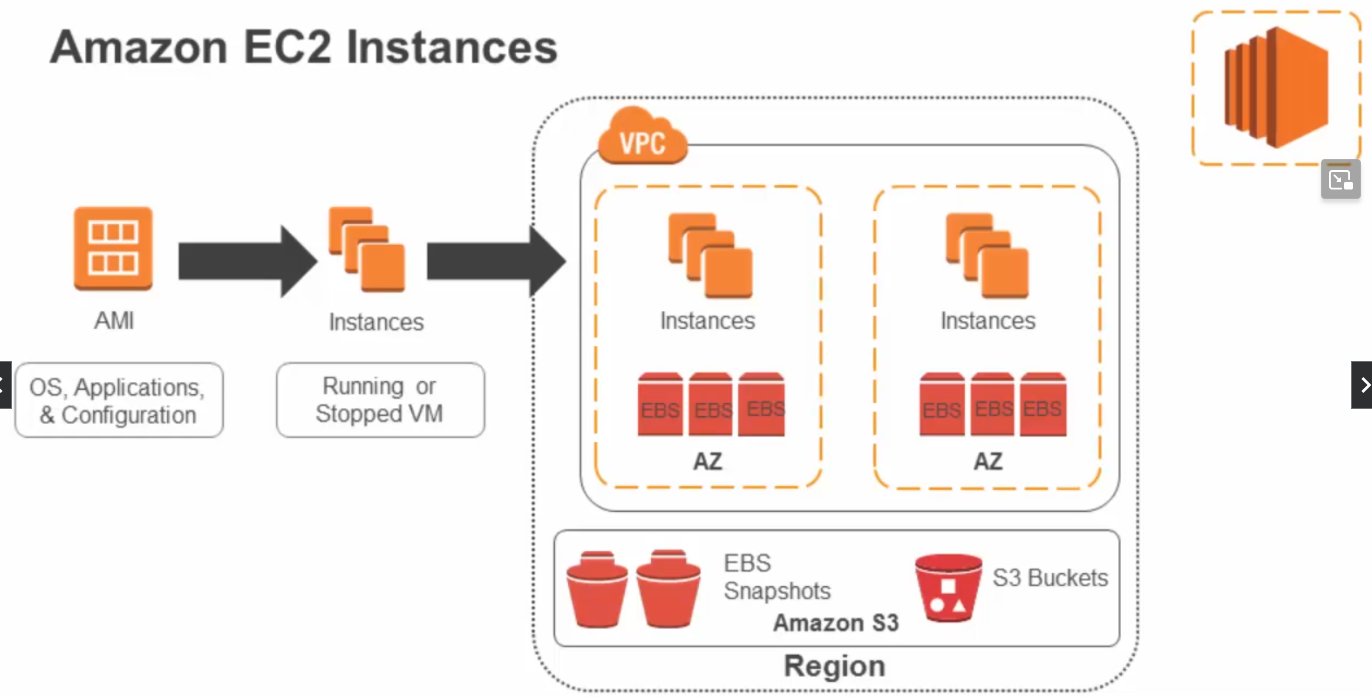 Amazon EC2 Instances
VPC
AMI
OS, Applications,
& Configuration
Instances
Running or
Stopped VM
Instances
EBS EBS EBS
AZ
Instances
EBS EBS EBS
AZ
EBS
Snapshots
S3 Buckets
Amazon S3
Region